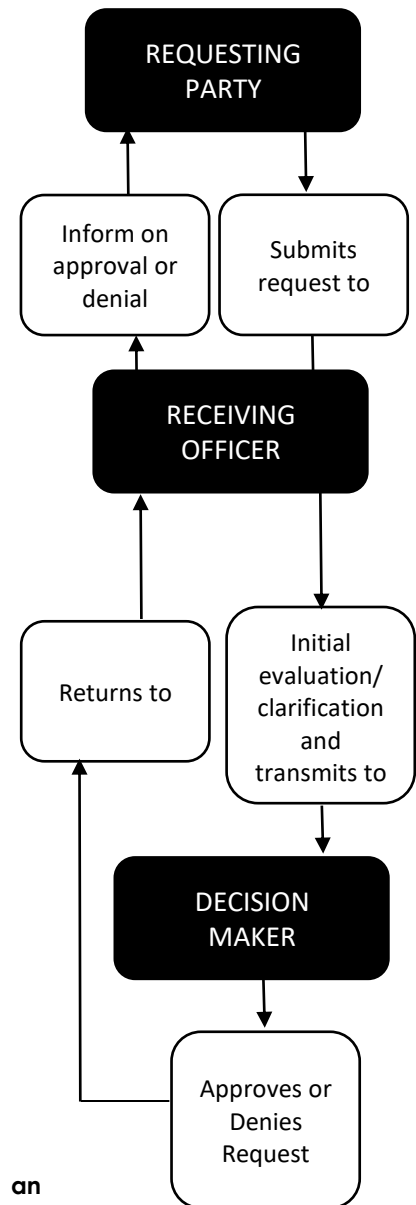 REQUESTING
PARTY
Inform on
approval or
denial
Submits
request to
RECEIVING
OFFICER
Returns to
Initial
evaluation/
clarification
and
transmits to
DECISION
MAKER
Approves or
Denies
Request
an